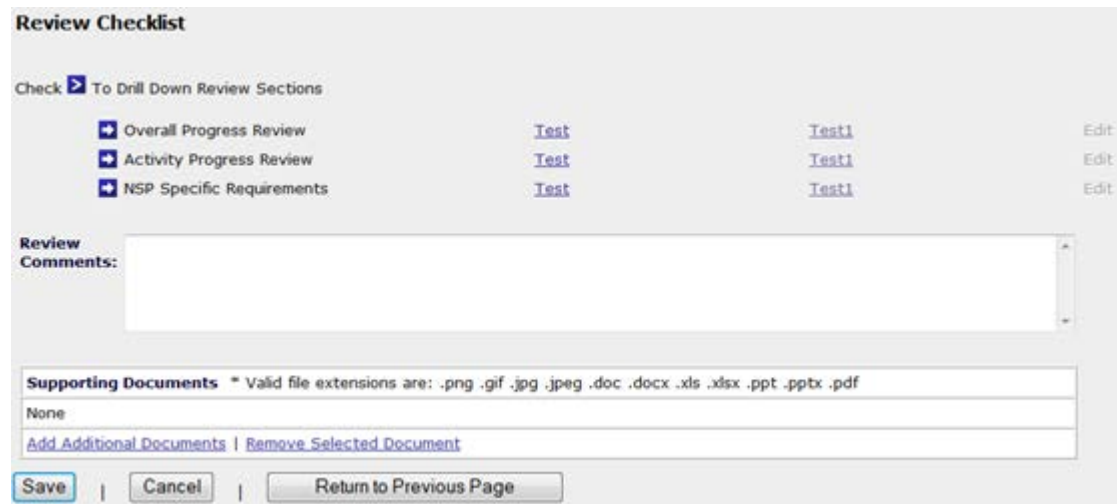 Review Checklist
Check To Drill Down Review Sections
Overall Progress Review Test Test1 Edit
Activity Progress Review Test Test1 Edit
NSP Specific Requirements Test Test1 Edit
Review
Comments:
Supporting Documents * Valid file extensions are: .png .gif .jpg .jpeg .doc .docx .xls .xlsx .ppt .pptx .pdf
None
Add Additional Documents | Remove Selected Document
Save | Cancel | Return to Previous Page